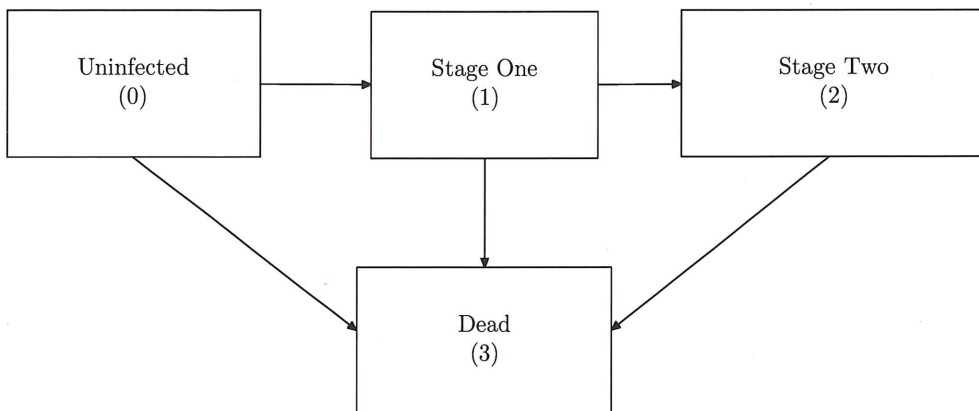 Uninfected
(0)
Stage One
(1)
Stage Two
(2)
Dead
(3)